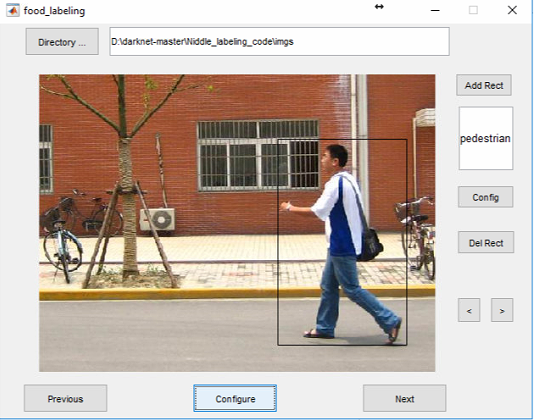 food_labeling
Directory ...
D:\darknet-master\Niddle_labeling_code\imgs
Add Rect
pedestrian
Config
Del Rect
< >
Previous
Configure
Next